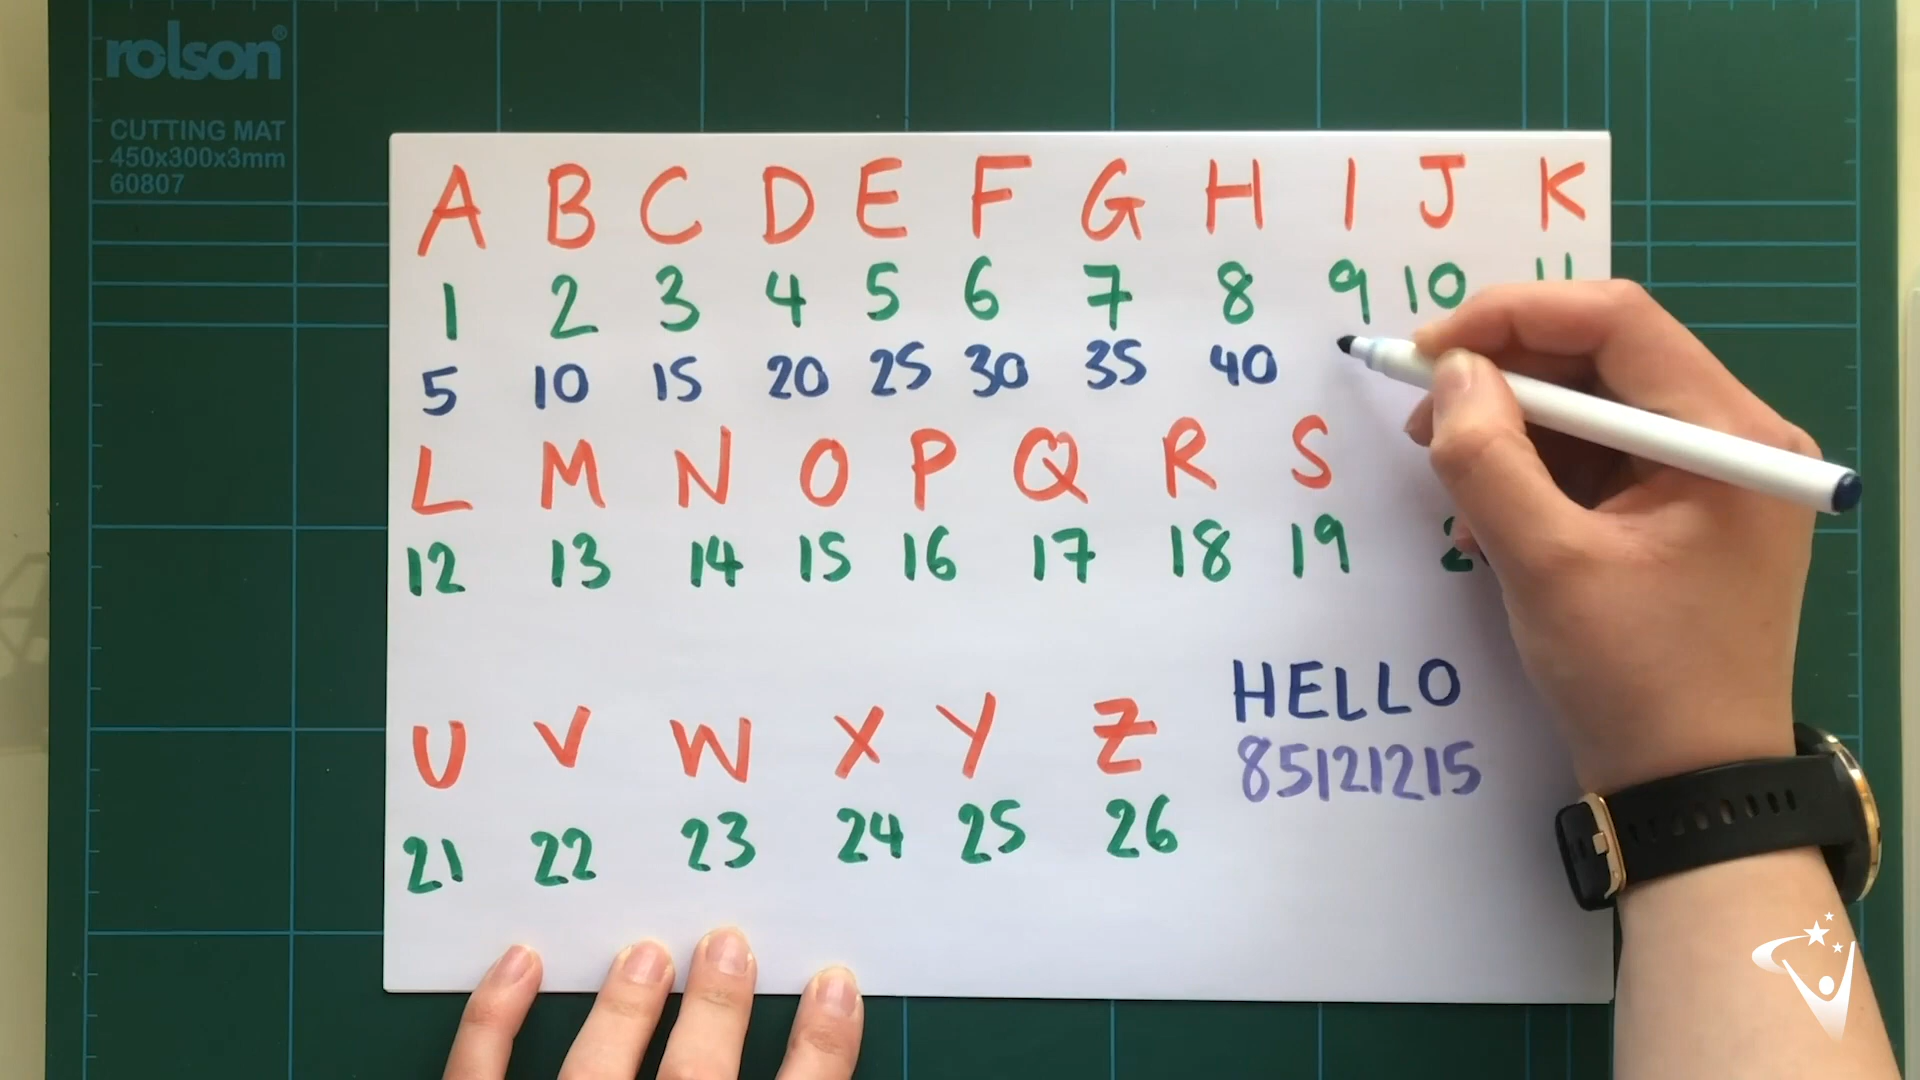 rolson®
CUTTING MAT
450x300x3mm
60807
A B C D E F G H I J K
1 2 3 4 5 6 7 8 9 10 11
5 10 15 20 25 30 35 40
L M N O P Q R S
12 13 14 15 16 17 18 19
U V W X Y Z
21 22 23 24 25 26
HELLO
85121215